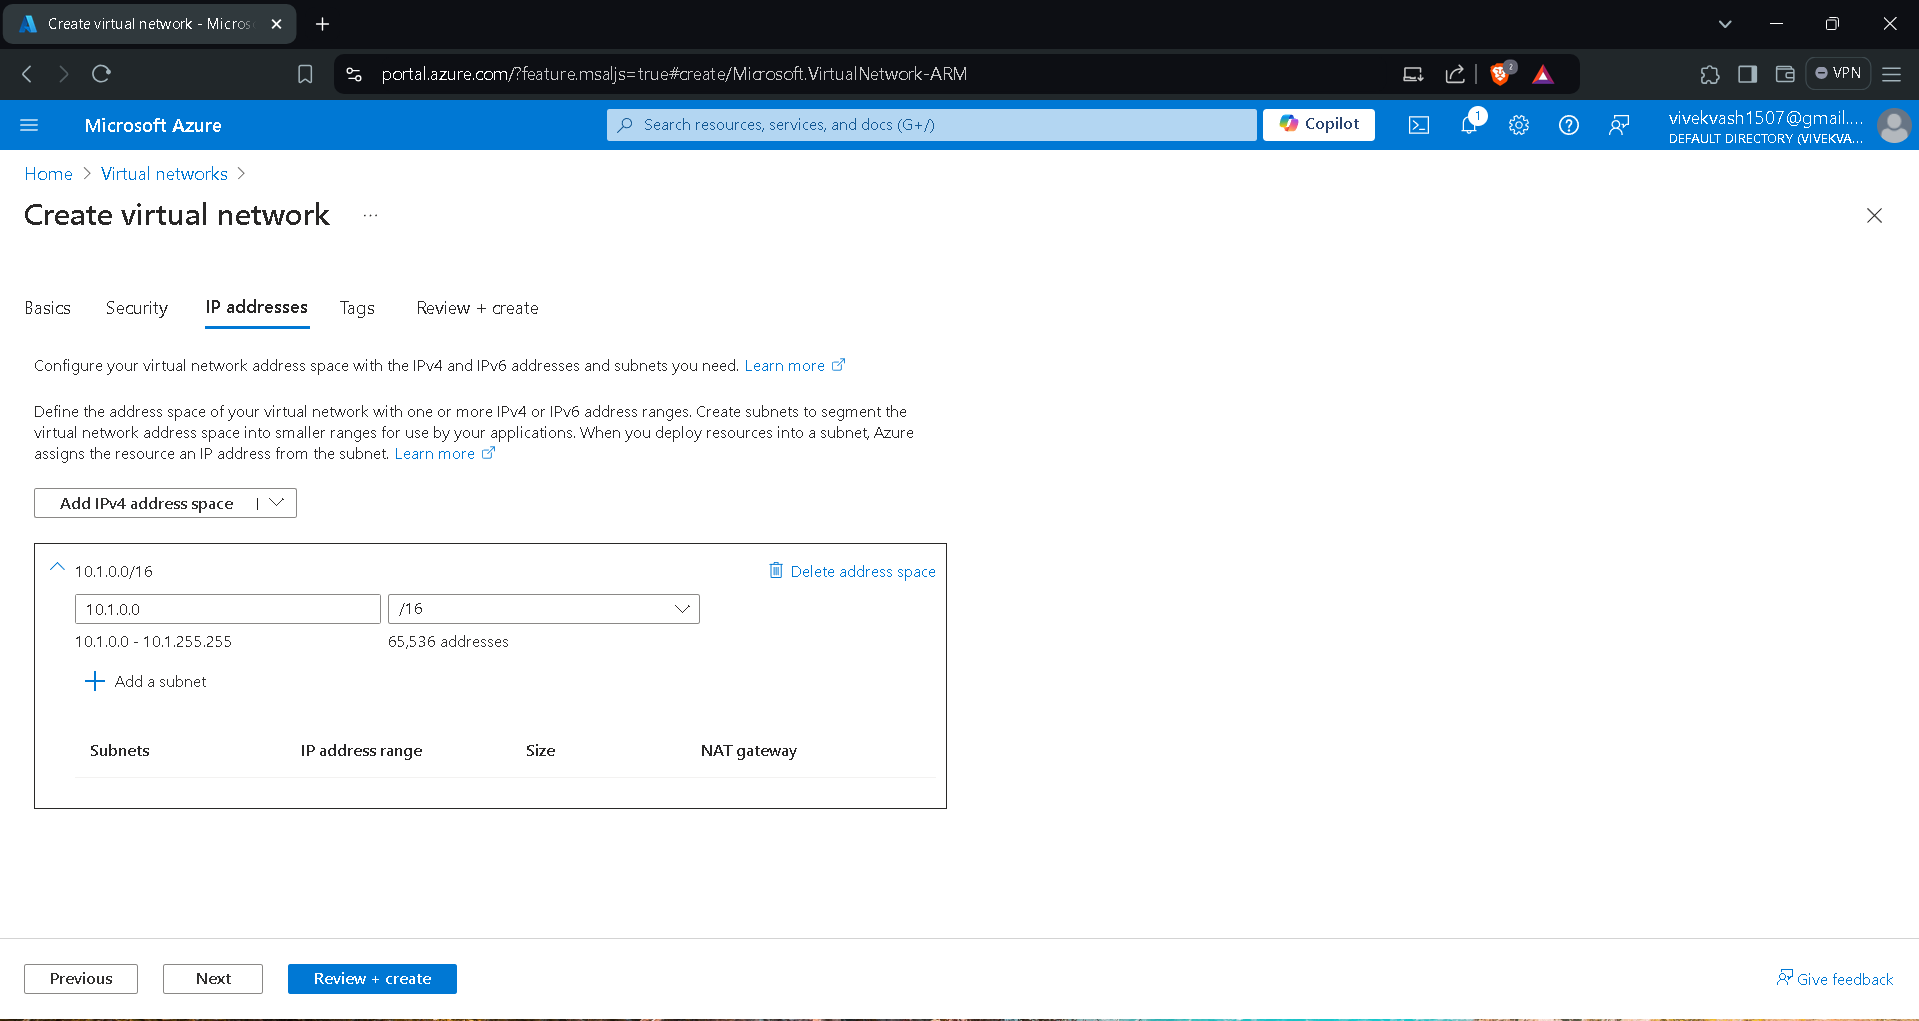 Create virtual network - Micros
portal.azure.com/?feature.msaljs=true#create/Microsoft.VirtualNetwork-ARM
2
VPN
Microsoft Azure
Search resources, services, and docs (G+/)
Copilot
1
vivekvash1507@gmail....
DEFAULT DIRECTORY (VIVEKVA...
Home > Virtual networks >
Create virtual network ...
Basics
Security
IP addresses
Tags
Review + create
Configure your virtual network address space with the IPv4 and IPv6 addresses and subnets you need. Learn more
Define the address space of your virtual network with one or more IPv4 or IPv6 address ranges. Create subnets to segment the
virtual network address space into smaller ranges for use by your applications. When you deploy resources into a subnet, Azure
assigns the resource an IP address from the subnet. Learn more
Add IPv4 address space
10.1.0.0/16
Delete address space
10.1.0.0
/16
10.1.0.0 - 10.1.255.255
65,536 addresses
Add a subnet
Subnets
IP address range
Size
NAT gateway
Previous
Next
Review + create
Give feedback